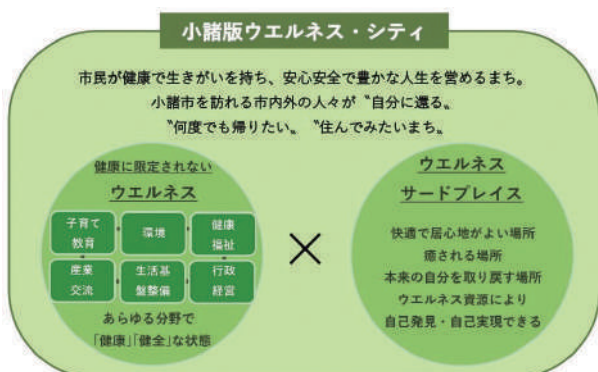 小諸版ウエルネス・シティ
市民が健康で生きがいを持ち、安心安全で豊かな人生を営めるまち。
小諸市を訪れる市内外の人々が〝自分に還る。
〝何度でも帰りたい。〝住んでみたいまち。
健康に限定されない
ウエルネス
子育て
教育
環境
健康
福祉
産業
交流
生活基
盤整備
行政
経営
あらゆる分野で
「健康」「健全」な状態
×
ウエルネス
サードプレイス
快適で居心地がよい場所
癒される場所
本来の自分を取り戻す場所
ウエルネス資源により
自己発見・自己実現できる